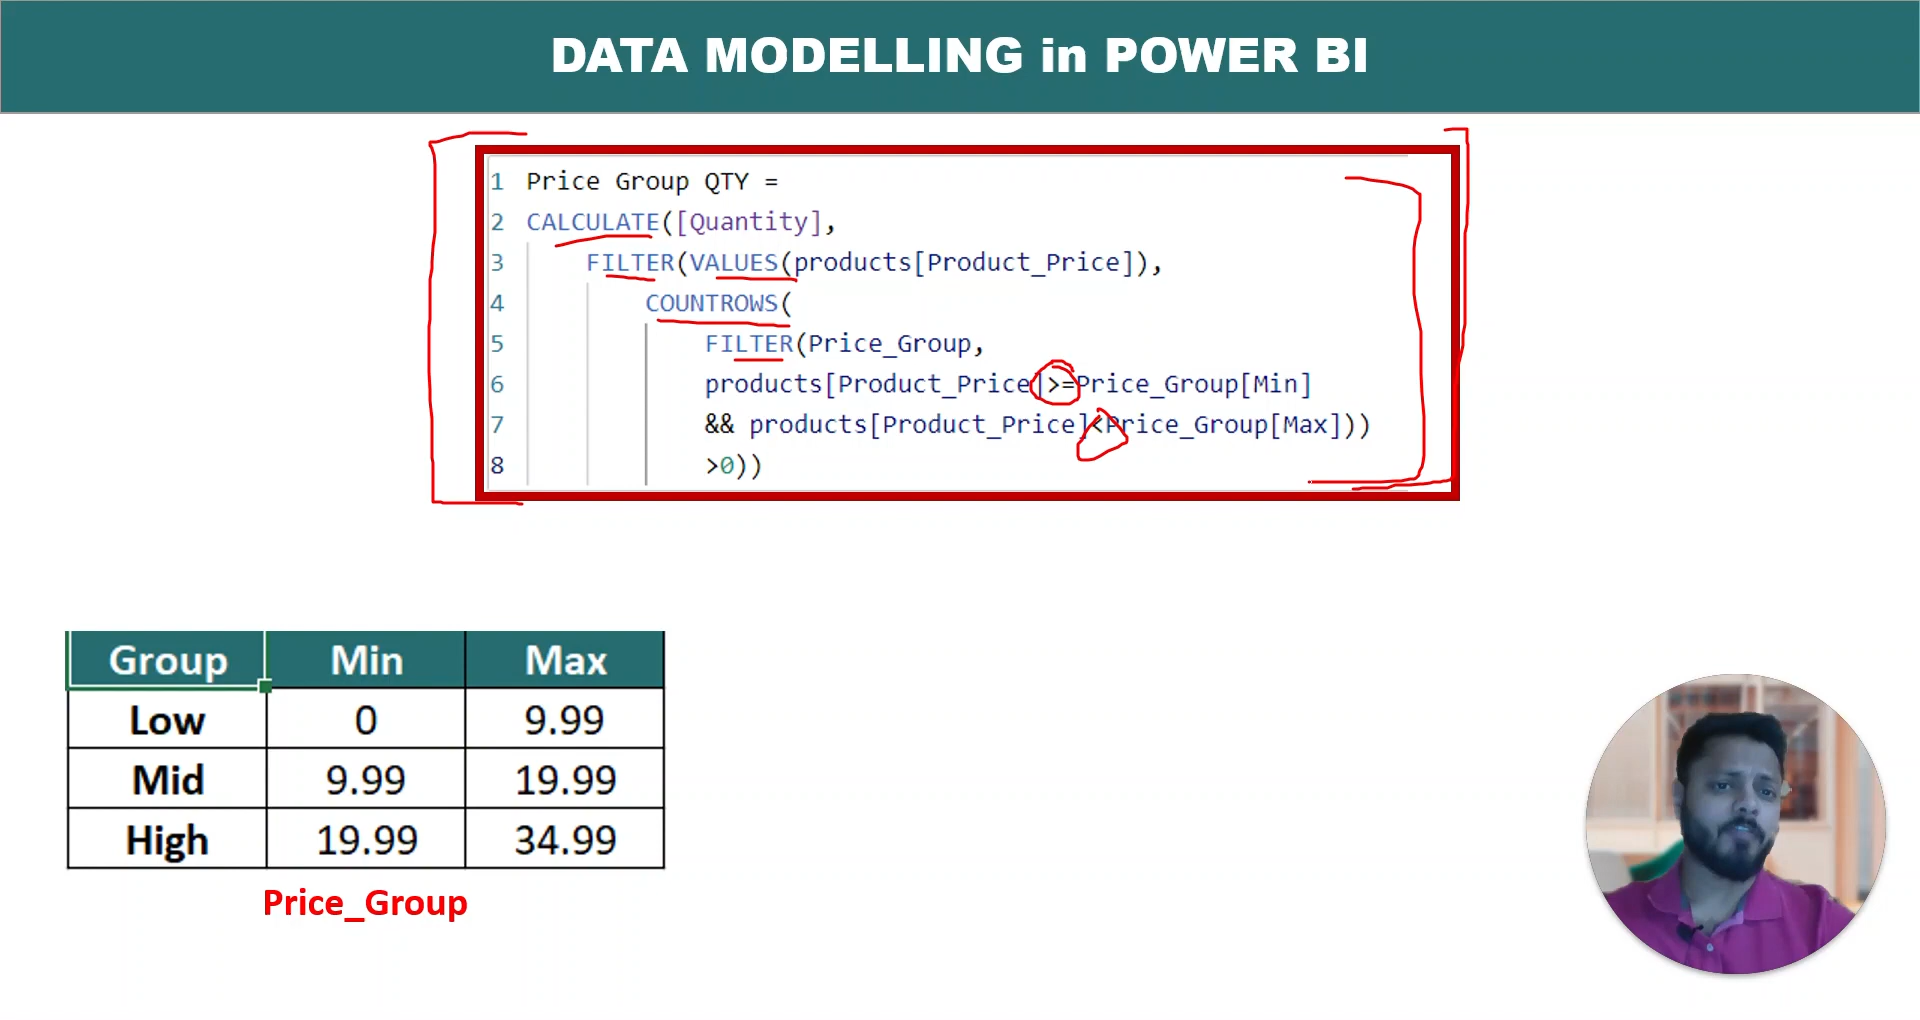 DATA MODELLING in POWER BI
1 Price Group QTY =
2 CALCULATE([Quantity],
3 FILTER(VALUES(products[Product_Price]),
4 COUNTROWS(
5 FILTER(Price_Group,
6 products[Product_Price]>=Price_Group[Min]
7 && products[Product_Price]<Price_Group[Max]))
8 >0))
Group Min Max
Low 0 9.99
Mid 9.99 19.99
High 19.99 34.99
Price_Group